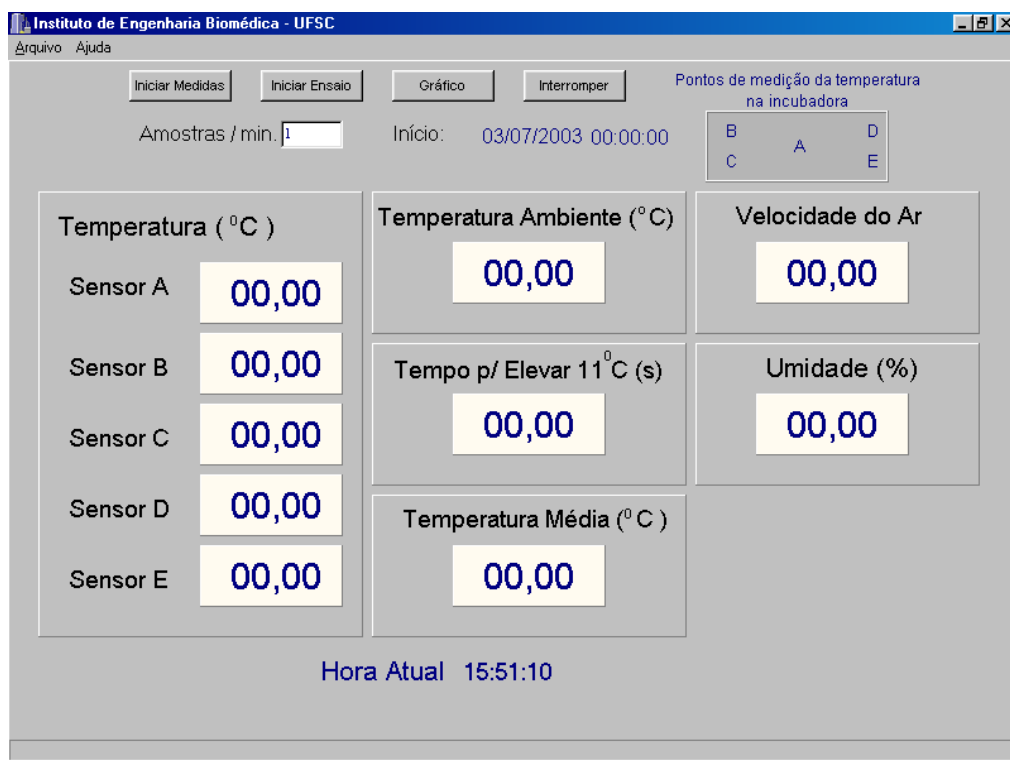 Instituto de Engenharia Biomédica - UFSC
Arquivo Ajuda
Iniciar Medidas Iniciar Ensaio Gráfico Interromper
Pontos de medição da temperatura
na incubadora
Amostras / min. 1 Início: 03/07/2003 00:00:00
B D
A
C E
Temperatura ( ⁰C )
Sensor A 00,00
Sensor B 00,00
Sensor C 00,00
Sensor D 00,00
Sensor E 00,00
Temperatura Ambiente (°C)
00,00
Tempo p/ Elevar 11⁰C (s)
00,00
Temperatura Média (⁰C )
00,00
Velocidade do Ar
00,00
Umidade (%)
00,00
Hora Atual 15:51:10